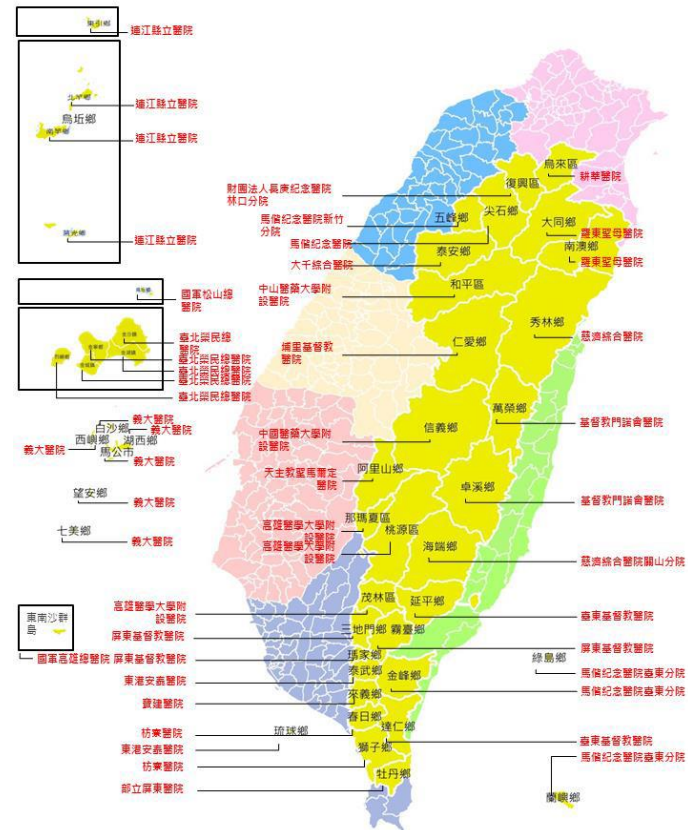 東引鄉
連江縣立醫院
北竿鄉
連江縣立醫院
烏坵鄉
南竿鄉
連江縣立醫院
莒光鄉
連江縣立醫院
國軍松山總
醫院
臺北榮民總
醫院
臺北榮民總醫院
臺北榮民總醫院
臺北榮民總醫院
臺北榮民總醫院
義大醫院
白沙鄉
義大醫院
西嶼鄉
湖西鄉
義大醫院
馬公市
義大醫院
望安鄉
義大醫院
七美鄉
義大醫院
東南沙群
島
國軍高雄總醫院
烏來區
耕莘醫院
復興區
財團法人長庚紀念醫院
林口分院
尖石鄉
五峰鄉
馬偕紀念醫院新竹
分院
馬偕紀念醫院
大同鄉
羅東聖母醫院
南澳鄉
羅東聖母醫院
泰安鄉
大千綜合醫院
和平區
中山醫藥大學附
設醫院
秀林鄉
慈濟綜合醫院
仁愛鄉
埔里基督教
醫院
萬榮鄉
基督教門諾會醫院
信義鄉
中國醫藥大學附
設醫院
阿里山鄉
天主教聖馬爾定
醫院
卓溪鄉
基督教門諾會醫院
那瑪夏區
高雄醫學大學附
設醫院
桃源區
高雄醫學大學附
設醫院
海端鄉
慈濟綜合醫院關山分院
茂林區
高雄醫學大學附
設醫院
延平鄉
臺東基督教醫院
三地門鄉
屏東基督教醫院
霧臺鄉
屏東基督教醫院
瑪家鄉
屏東基督教醫院
綠島鄉
馬偕紀念醫院臺東分院
泰武鄉
東港安泰醫院
金峰鄉
馬偕紀念醫院臺東分院
來義鄉
寶建醫院
春日鄉
枋寮醫院
琉球鄉
東港安泰醫院
達仁鄉
臺東基督教醫院
獅子鄉
枋寮醫院
牡丹鄉
部立屏東醫院
馬偕紀念醫院臺東分院
蘭嶼鄉